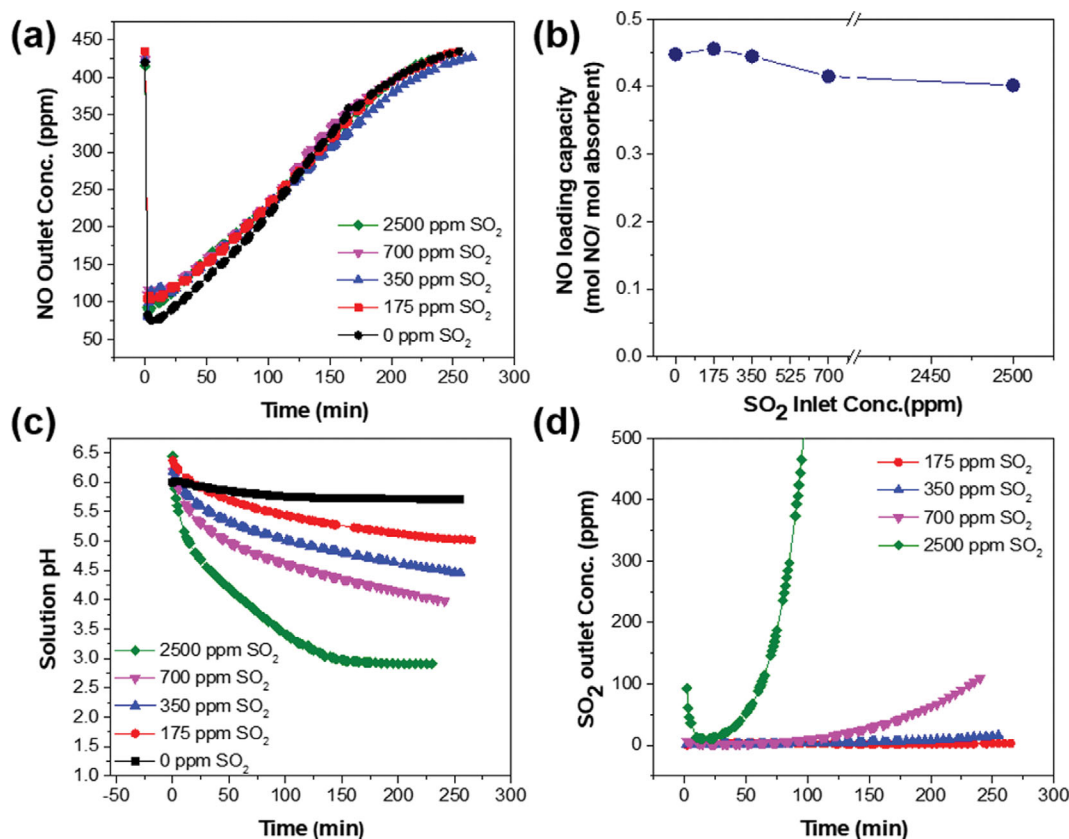 (a)
NO Outlet Conc. (ppm)
450
400
350
300
250
200
150
100
50
0 50 100 150 200 250 300
Time (min)
2500 ppm SO2
700 ppm SO2
350 ppm SO2
175 ppm SO2
0 ppm SO2
(b)
NO loading capacity
(mol NO/ mol absorbent)
0.5
0.4
0.3
0.2
0.1
0.0
0 175 350 525 700 2450 2500
SO2 Inlet Conc.(ppm)
(c)
Solution pH
6.5
6.0
5.5
5.0
4.5
4.0
3.5
3.0
2.5
2.0
1.5
1.0
-50 0 50 100 150 200 250 300
Time (min)
2500 ppm SO2
700 ppm SO2
350 ppm SO2
175 ppm SO2
0 ppm SO2
(d)
SO2 outlet Conc. (ppm)
500
400
300
200
100
0
0 50 100 150 200 250 300
Time (min)
175 ppm SO2
350 ppm SO2
700 ppm SO2
2500 ppm SO2